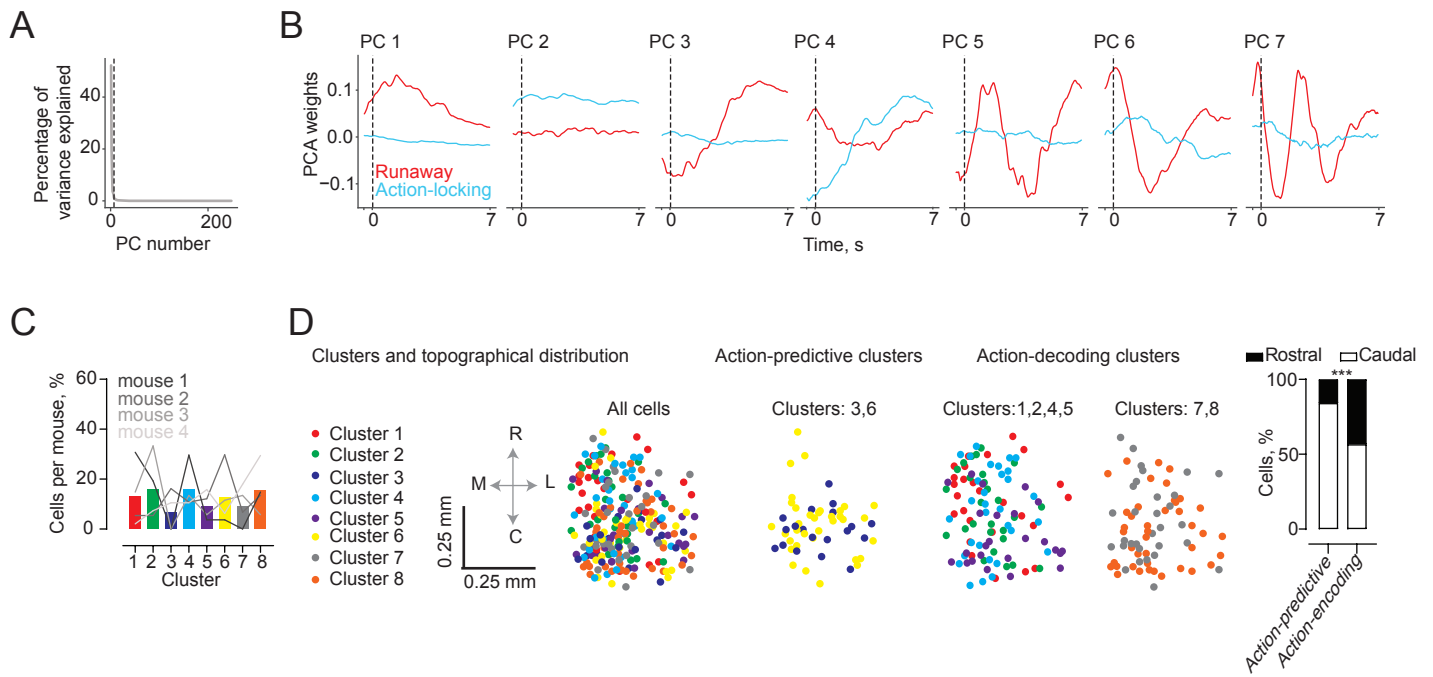 A
Percentage of
variance explained
40
20
0
0
200
PC number
B
PC 1
PC 2
PC 3
PC 4
PC 5
PC 6
PC 7
PCA weights
0.1
0.0
−0.1
Runaway
Action-locking
0
7
0
7
0
7
0
7
0
7
0
7
0
7
Time, s
C
Cells per mouse, %
60
40
20
0
mouse 1
mouse 2
mouse 3
mouse 4
1 2 3 4 5 6 7 8
Cluster
D
Clusters and topographical distribution
Action-predictive clusters
Action-decoding clusters
All cells
Clusters: 3,6
Clusters:1,2,4,5
Clusters: 7,8
Cluster 1
Cluster 2
Cluster 3
Cluster 4
Cluster 5
Cluster 6
Cluster 7
Cluster 8
R
M
L
C
0.25 mm
0.25 mm
Rostral
Caudal
***
Cells, %
100
50
0
Action-predictive
Action-encoding